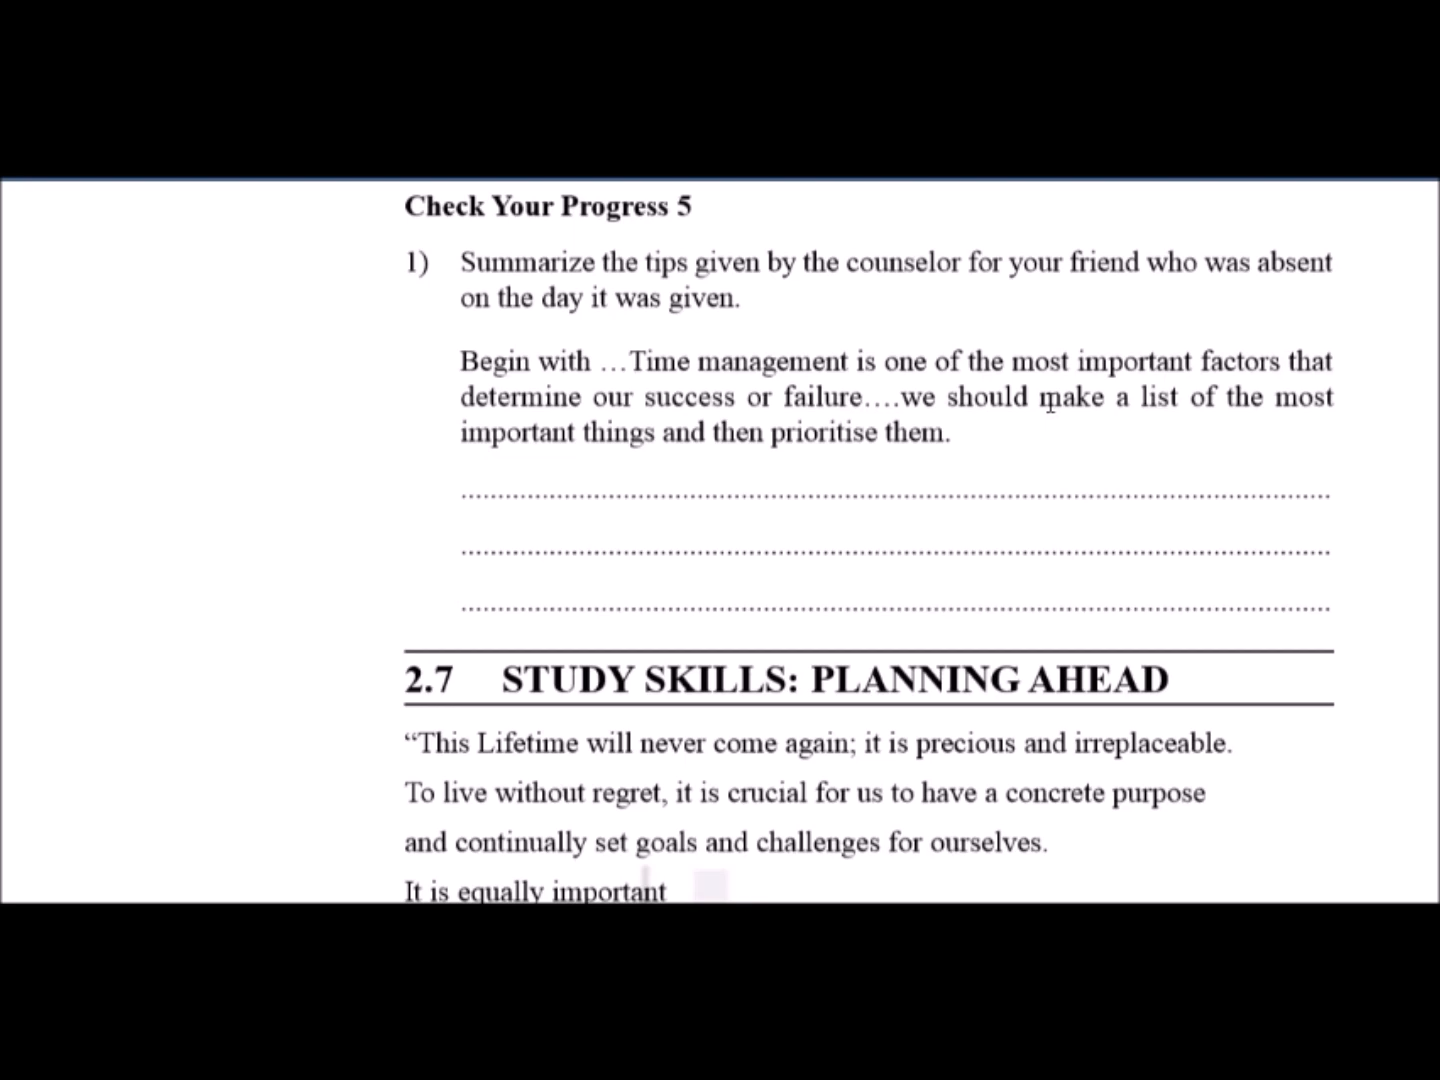 Check Your Progress 5
1) Summarize the tips given by the counselor for your friend who was absent
on the day it was given.
Begin with …Time management is one of the most important factors that
determine our success or failure….we should make a list of the most
important things and then prioritise them.
2.7 STUDY SKILLS: PLANNING AHEAD
“This Lifetime will never come again; it is precious and irreplaceable.
To live without regret, it is crucial for us to have a concrete purpose
and continually set goals and challenges for ourselves.
It is equally important